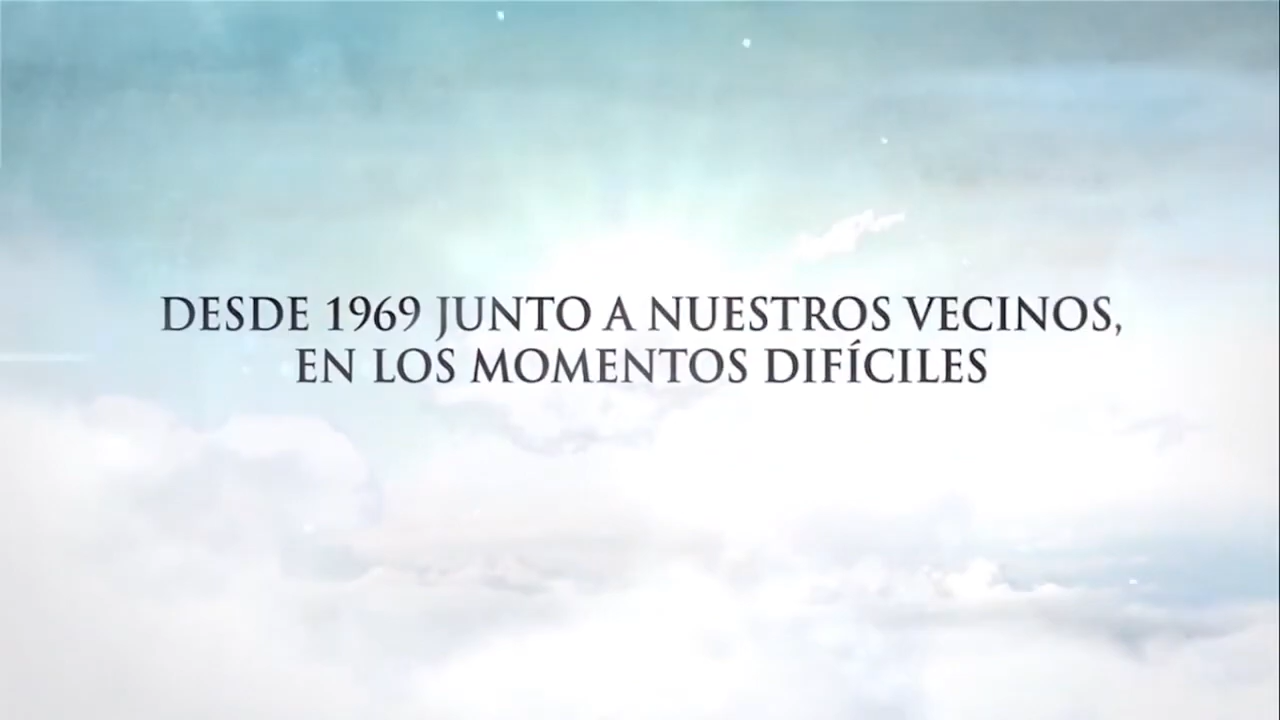 DESDE 1969 JUNTO A NUESTROS VECINOS,
EN LOS MOMENTOS DIFÍCILES